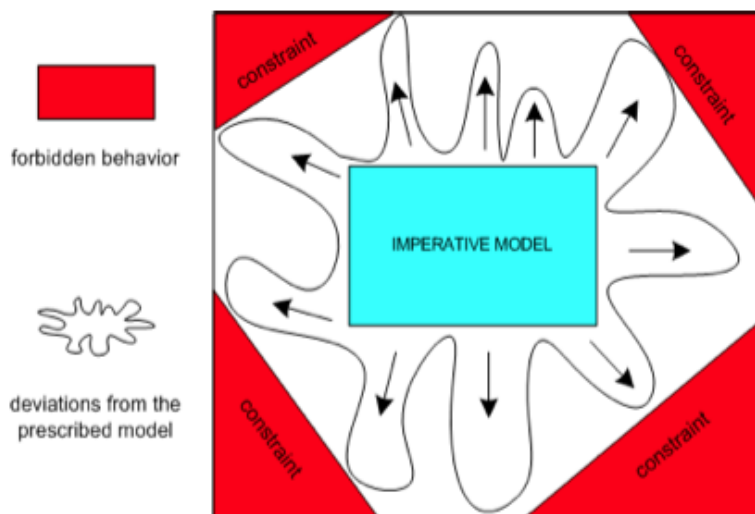 constraint
constraint
forbidden behavior
IMPERATIVE MODEL
deviations from the
prescribed model
constraint
constraint